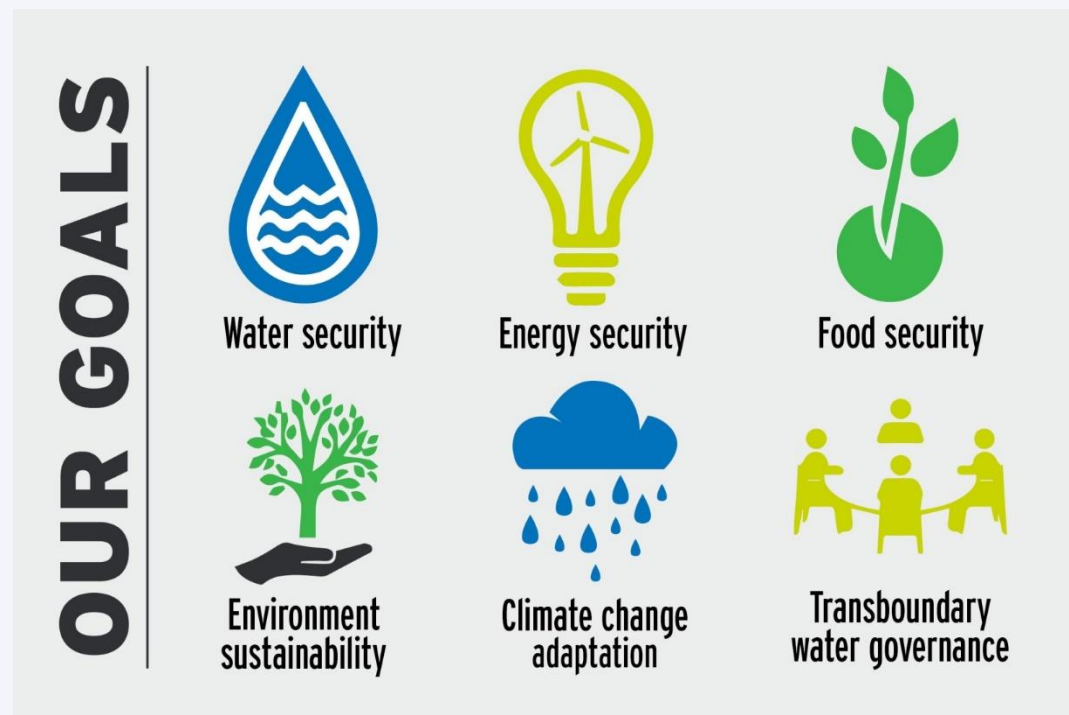 OUR GOALS
Water security
Energy security
Food security
Environment
sustainability
Climate change
adaptation
Transboundary
water governance